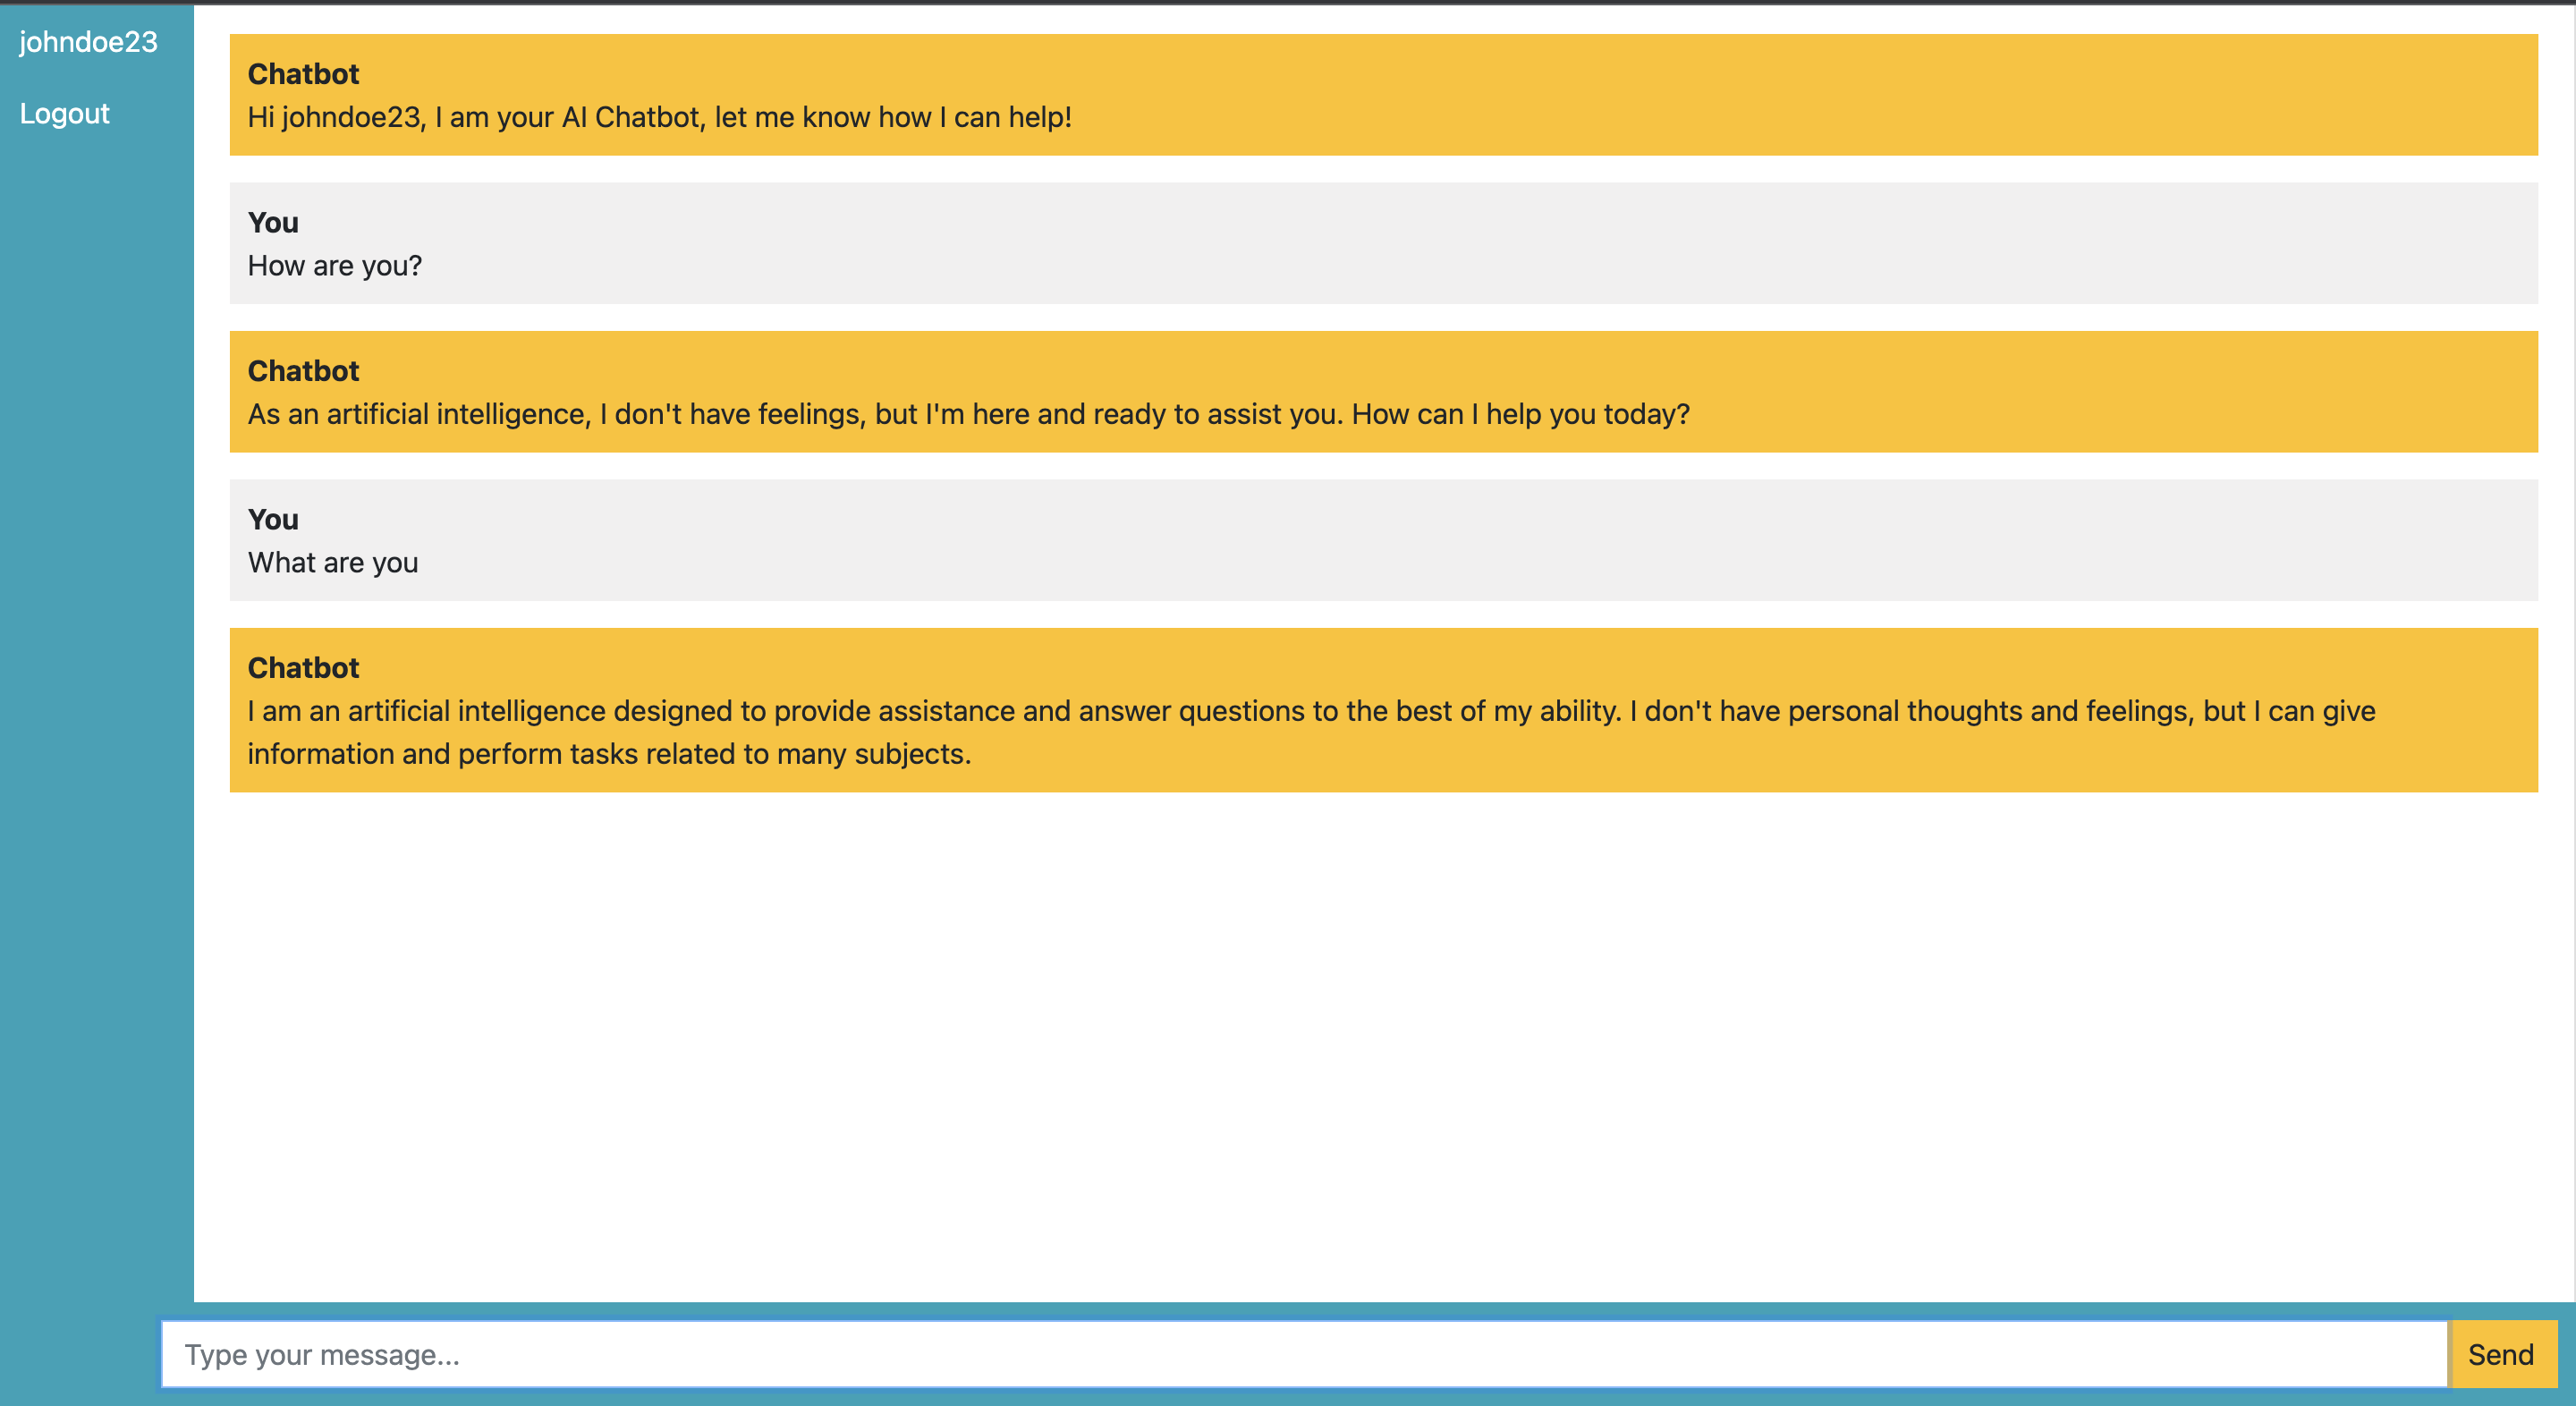 johndoe23
Logout
Chatbot
Hi johndoe23, I am your AI Chatbot, let me know how I can help!
You
How are you?
Chatbot
As an artificial intelligence, I don't have feelings, but I'm here and ready to assist you. How can I help you today?
You
What are you
Chatbot
I am an artificial intelligence designed to provide assistance and answer questions to the best of my ability. I don't have personal thoughts and feelings, but I can give
information and perform tasks related to many subjects.
Type your message...
Send